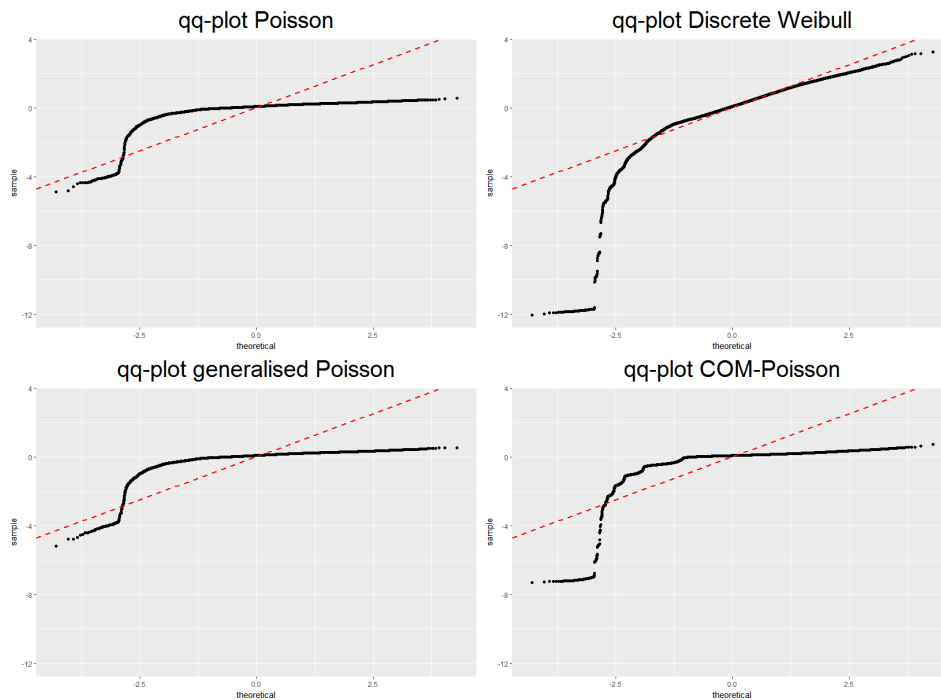 qq-plot Poisson
4
0
-4
-8
-12
sample
-2.5
0.0
2.5
theoretical
qq-plot Discrete Weibull
4
0
-4
-8
-12
sample
-2.5
0.0
2.5
theoretical
qq-plot generalised Poisson
4
0
-4
-8
-12
sample
-2.5
0.0
2.5
theoretical
qq-plot COM-Poisson
4
0
-4
-8
-12
sample
-2.5
0.0
2.5
theoretical